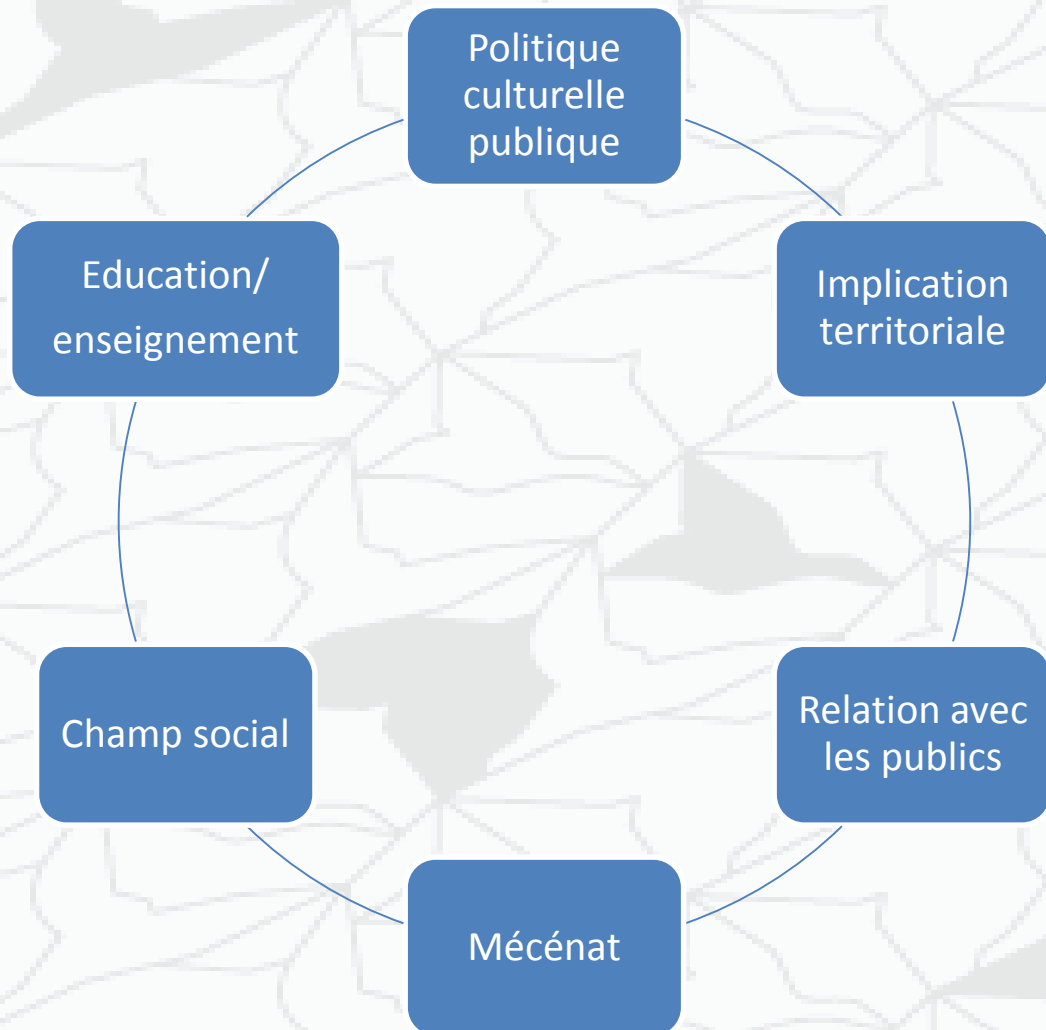 Politique
culturelle
publique
Education/
enseignement
Implication
territoriale
Champ social
Relation avec
les publics
Mécénat